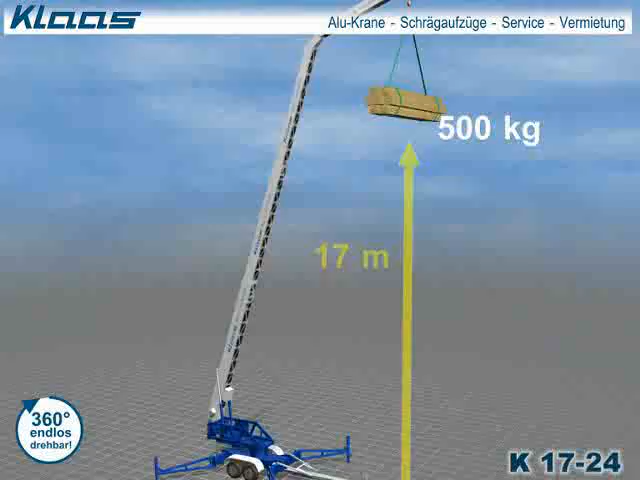 Klaas
Alu-Krane - Schrägaufzüge - Service - Vermietung
500 kg
17 m
360°
endlos
drehbar!
K 17-24